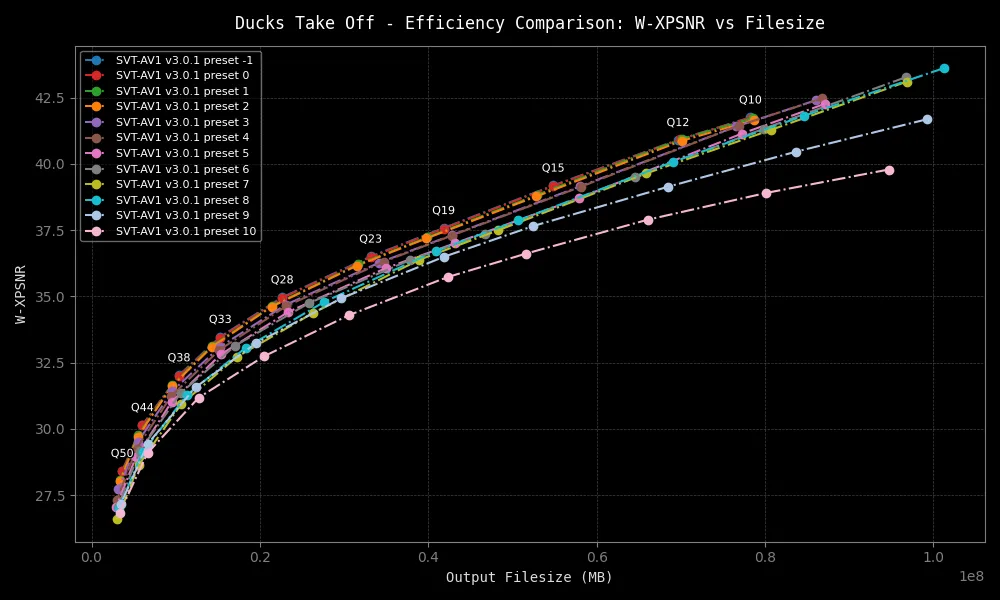 Ducks Take Off - Efficiency Comparison: W-XPSNR vs Filesize
SVT-AV1 v3.0.1 preset -1
SVT-AV1 v3.0.1 preset 0
SVT-AV1 v3.0.1 preset 1
SVT-AV1 v3.0.1 preset 2
SVT-AV1 v3.0.1 preset 3
SVT-AV1 v3.0.1 preset 4
SVT-AV1 v3.0.1 preset 5
SVT-AV1 v3.0.1 preset 6
SVT-AV1 v3.0.1 preset 7
SVT-AV1 v3.0.1 preset 8
SVT-AV1 v3.0.1 preset 9
SVT-AV1 v3.0.1 preset 10
W-XPSNR
42.5
40.0
37.5
35.0
32.5
30.0
27.5
Q10
Q12
Q15
Q19
Q23
Q28
Q33
Q38
Q44
Q50
0.0
0.2
0.4
0.6
0.8
1.0
1e8
Output Filesize (MB)